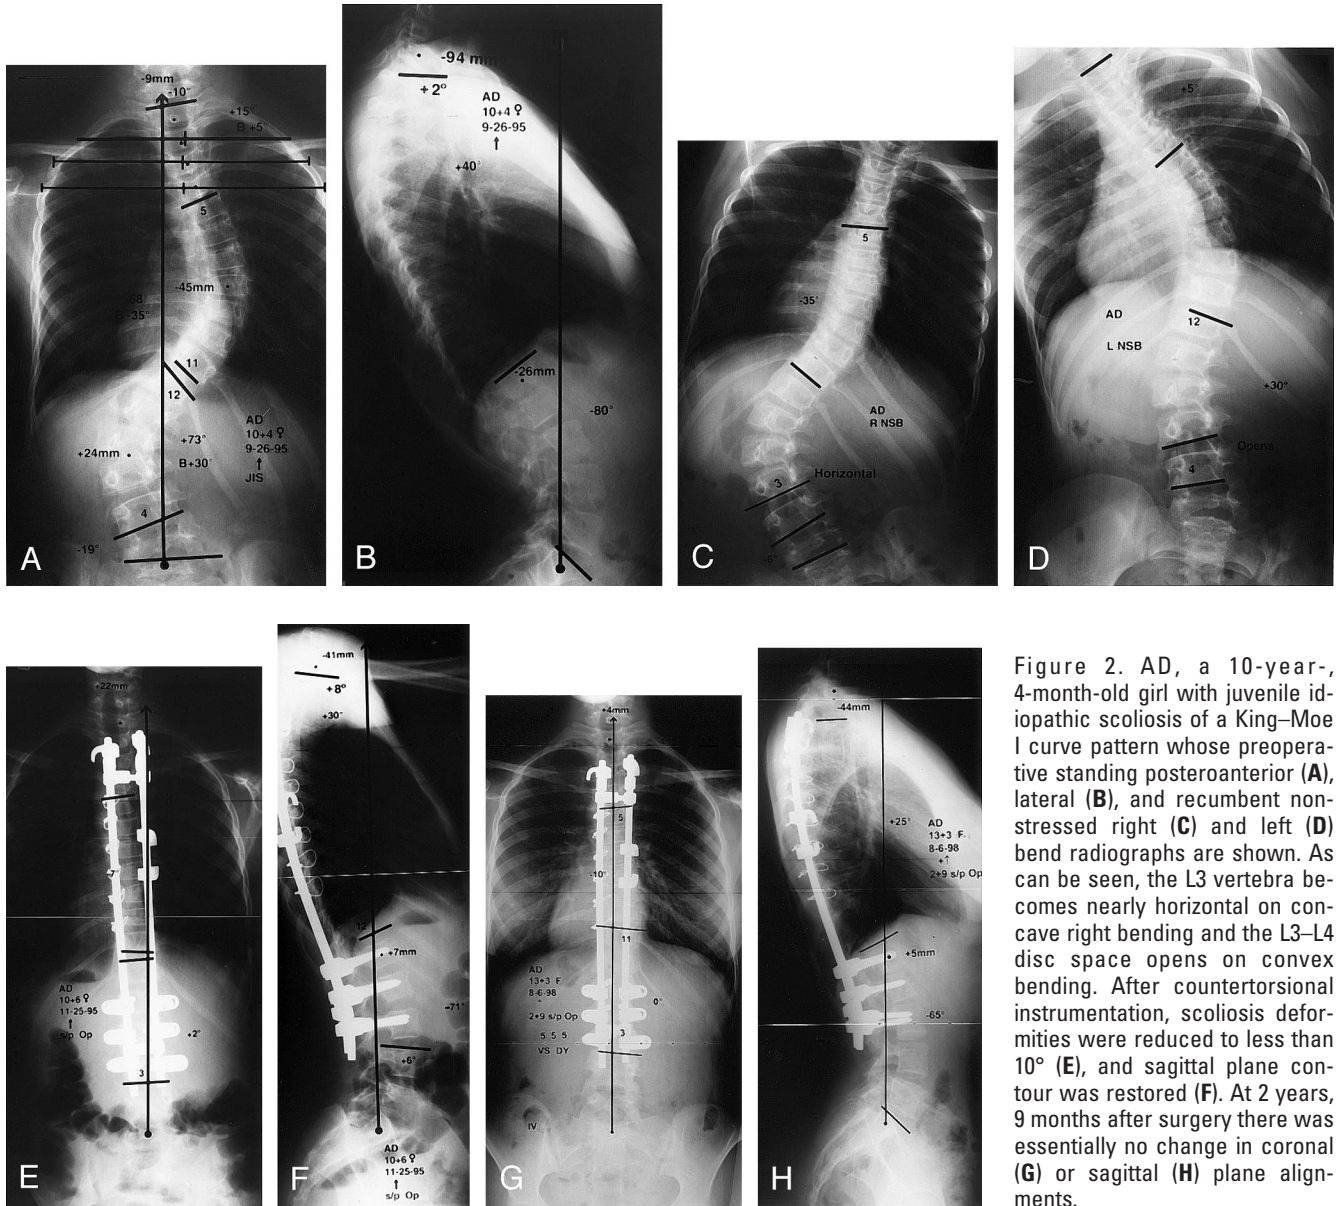 -9mm
-10°
+15°
B +5°
5
-45mm
-35°
11
12
AD
10+4 ♀
9-26-95
↑
JIS
+73°
B+30°
+24mm
4
-19°
A
-94 mm
+2°
AD
10+4 ♀
9-26-95
↑
+40°
-26mm
-80°
B
5
-35°
AD
R NSB
3
Horizontal
-6°
C
+5°
AD
L NSB
12
+30°
Opens
4
D
+22mm
-7°
AD
10+6 ♀
11-25-95
↑
s/p Op
+2°
3
E
-41mm
+8°
+30°
12
+7mm
-71°
+6°
AD
10+6 ♀
11-25-95
↑
s/p Op
F
+4mm
5
-10°
11
AD
13+3 F
8-6-98
2+9 s/p Op
5 5 5
VS DY
0°
3
IV
G
-44mm
+25°
AD
13+3 F
8-6-98
+↑
2+9 s/p Op
+5mm
-65°
H
Figure 2. AD, a 10-year-,
4-month-old girl with juvenile id-
iopathic scoliosis of a King–Moe
I curve pattern whose preopera-
tive standing posteroanterior (A),
lateral (B), and recumbent non-
stressed right (C) and left (D)
bend radiographs are shown. As
can be seen, the L3 vertebra be-
comes nearly horizontal on con-
cave right bending and the L3–L4
disc space opens on convex
bending. After countertorsional
instrumentation, scoliosis defor-
mities were reduced to less than
10° (E), and sagittal plane con-
tour was restored (F). At 2 years,
9 months after surgery there was
essentially no change in coronal
(G) or sagittal (H) plane align-
ments.